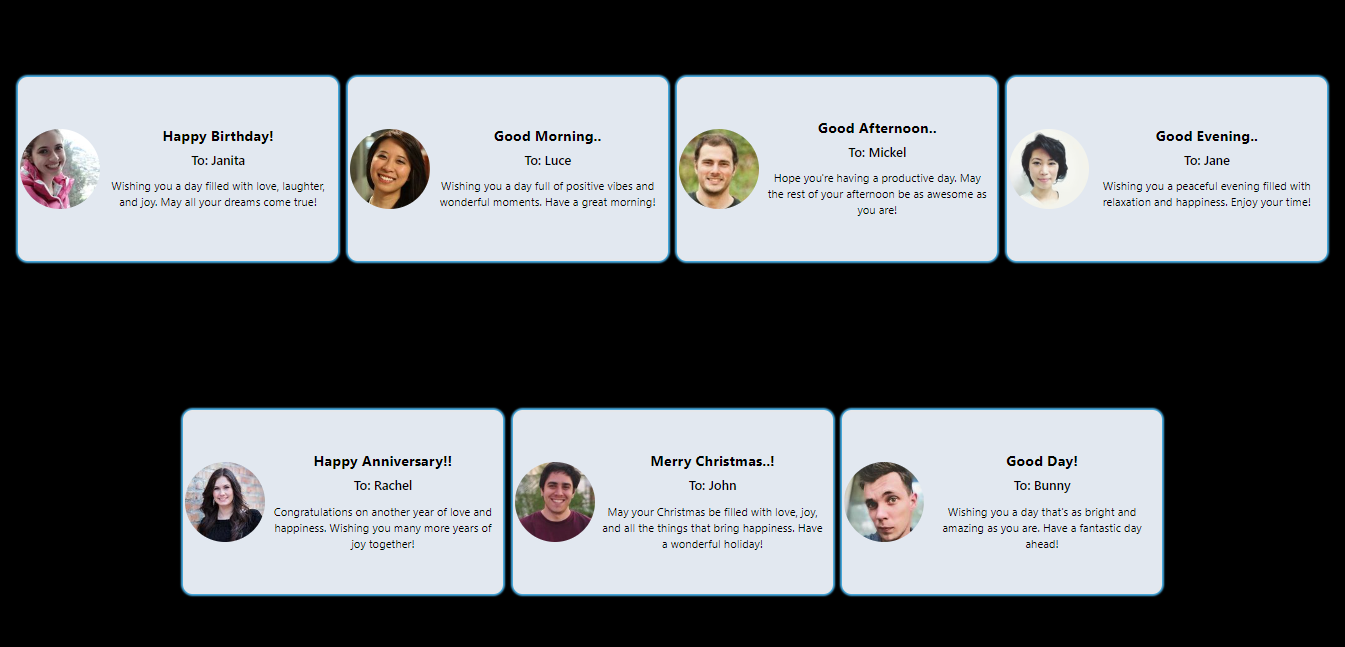 Happy Birthday!
To: Janita
Wishing you a day filled with love, laughter,
and joy. May all your dreams come true!
Good Morning..
To: Luce
Wishing you a day full of positive vibes and
wonderful moments. Have a great morning!
Good Afternoon..
To: Mickel
Hope you're having a productive day. May
the rest of your afternoon be as awesome as
you are!
Good Evening..
To: Jane
Wishing you a peaceful evening filled with
relaxation and happiness. Enjoy your time!
Happy Anniversary!!
To: Rachel
Congratulations on another year of love and
happiness. Wishing you many more years of
joy together!
Merry Christmas..!
To: John
May your Christmas be filled with love, joy,
and all the things that bring happiness. Have
a wonderful holiday!
Good Day!
To: Bunny
Wishing you a day that's as bright and
amazing as you are. Have a fantastic day
ahead!